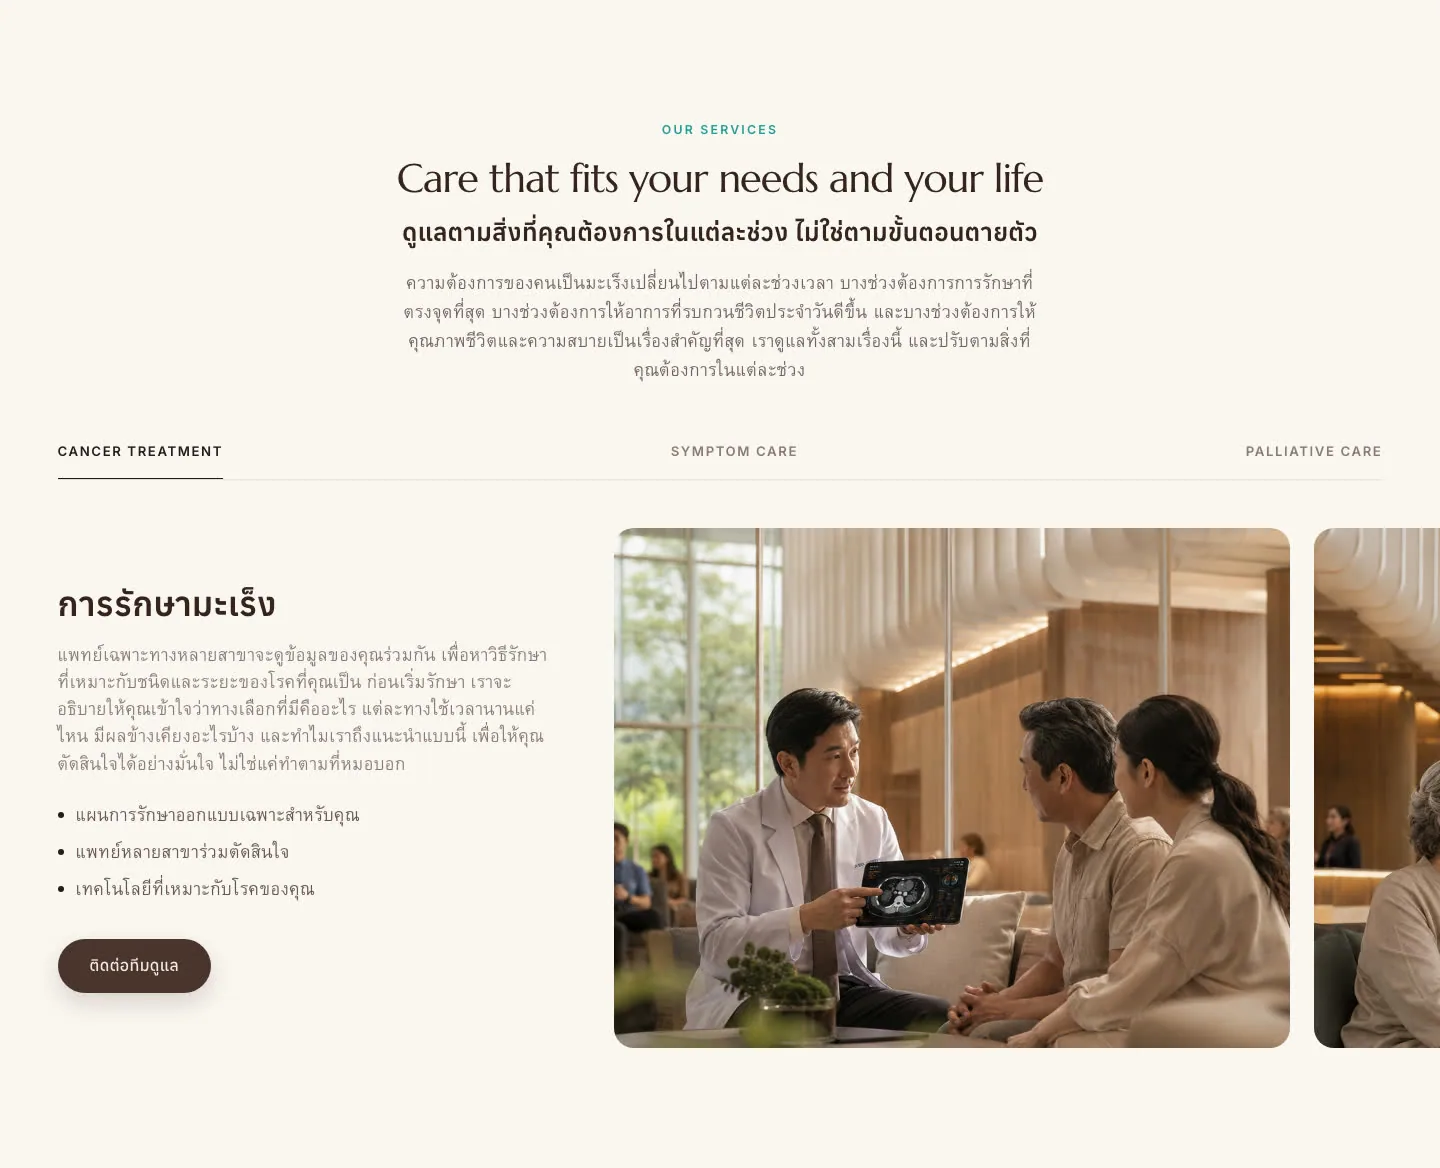 OUR SERVICES
Care that fits your needs and your life
ดูแลตามสิ่งที่คุณต้องการในแต่ละช่วง ไม่ใช่ตามขั้นตอนตายตัว
ความต้องการของคนเป็นมะเร็งเปลี่ยนไปตามแต่ละช่วงเวลา บางช่วงต้องการการรักษาที่
ตรงจุดที่สุด บางช่วงต้องการให้อาการที่รบกวนชีวิตประจำวันดีขึ้น และบางช่วงต้องการให้
คุณภาพชีวิตและความสบายเป็นเรื่องสำคัญที่สุด เราดูแลทั้งสามเรื่องนี้ และปรับตามสิ่งที่
คุณต้องการในแต่ละช่วง
CANCER TREATMENT
SYMPTOM CARE
PALLIATIVE CARE
การรักษามะเร็ง
แพทย์เฉพาะทางหลายสาขาจะดูข้อมูลของคุณร่วมกัน เพื่อหาวิธีรักษา
ที่เหมาะกับชนิดและระยะของโรคที่คุณเป็น ก่อนเริ่มรักษา เราจะ
อธิบายให้คุณเข้าใจว่าทางเลือกที่มีคืออะไร แต่ละทางใช้เวลานานแค่
ไหน มีผลข้างเคียงอะไรบ้าง และทำไมเราถึงแนะนำแบบนี้ เพื่อให้คุณ
ตัดสินใจได้อย่างมั่นใจ ไม่ใช่แค่ทำตามที่หมอบอก
แผนการรักษาออกแบบเฉพาะสำหรับคุณ
แพทย์หลายสาขาร่วมตัดสินใจ
เทคโนโลยีที่เหมาะกับโรคของคุณ
ติดต่อทีมดูแล